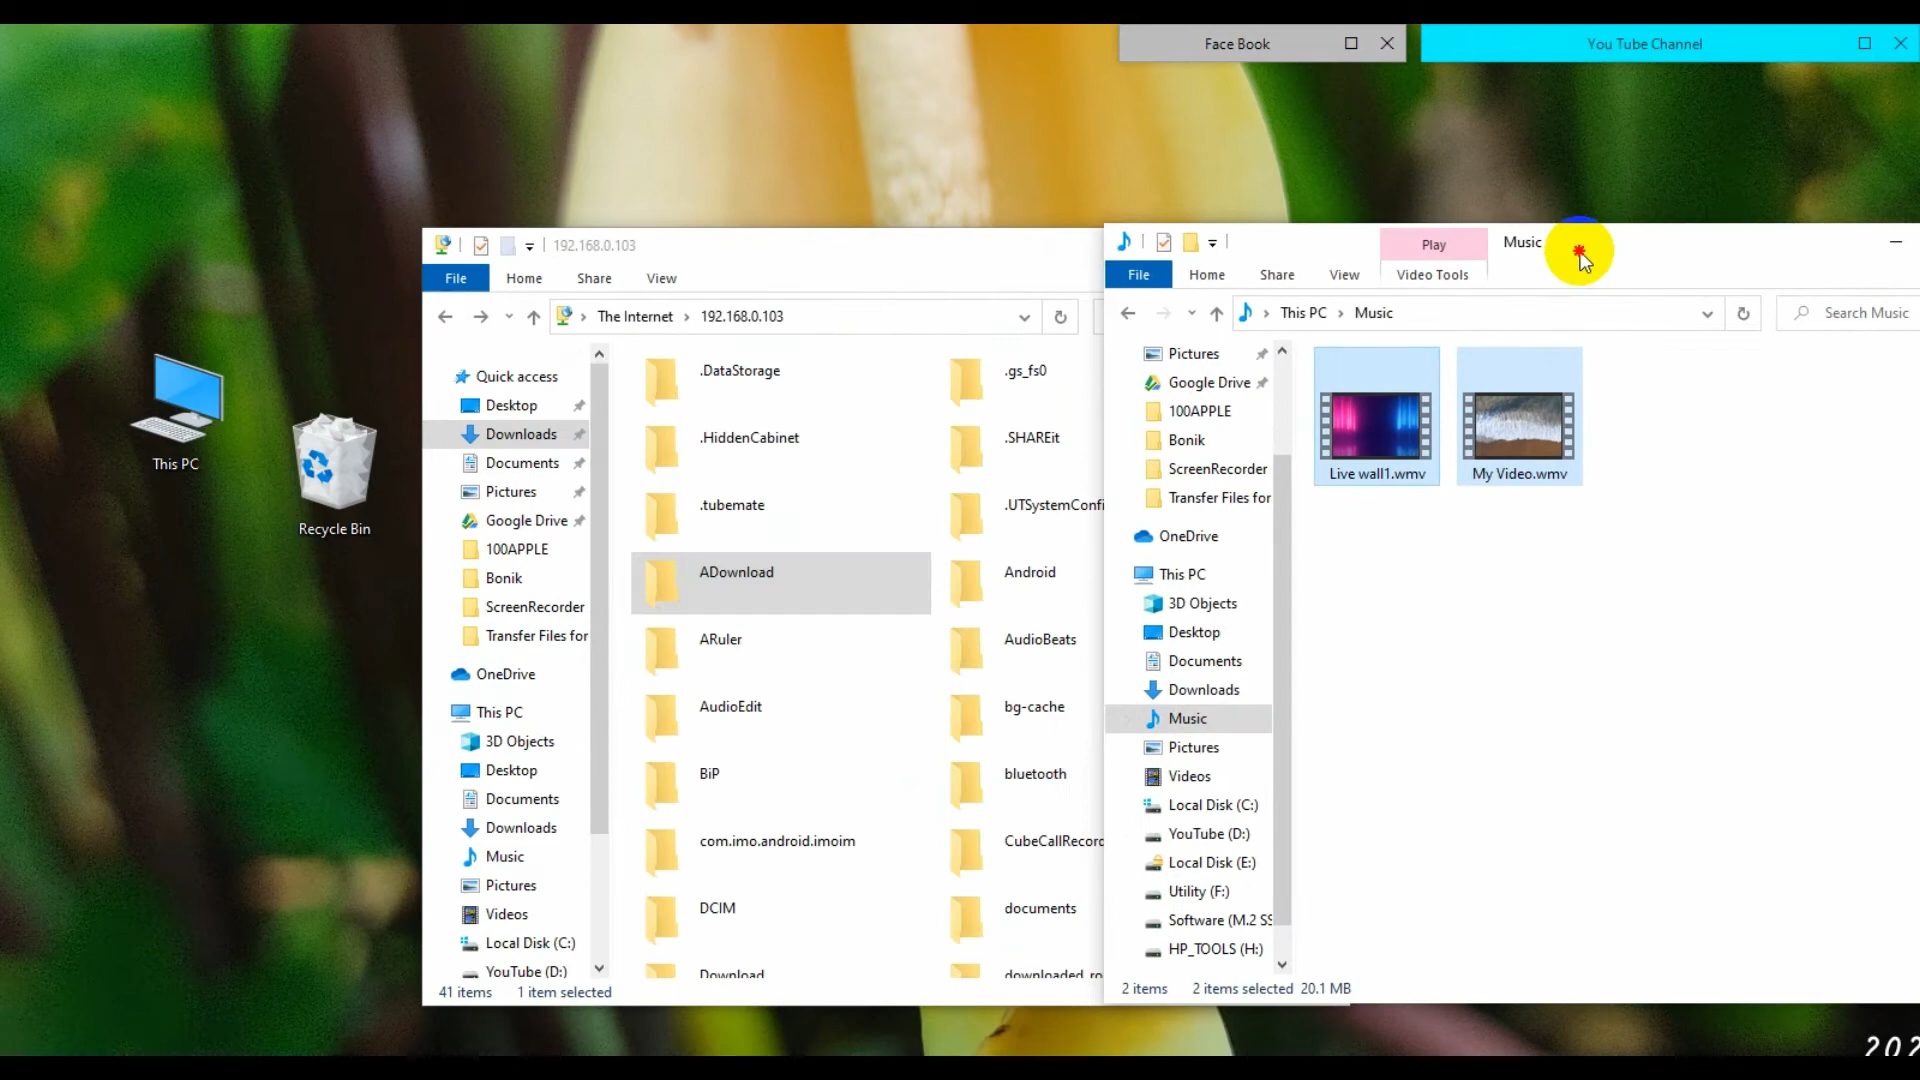 Face Book
You Tube Channel
This PC
Recycle Bin
192.168.0.103
File
Home
Share
View
The Internet
192.168.0.103
Quick access
Desktop
Downloads
Documents
Pictures
Google Drive
100APPLE
Bonik
ScreenRecorder
Transfer Files for
OneDrive
This PC
3D Objects
Desktop
Documents
Downloads
Music
Pictures
Videos
Local Disk (C:)
YouTube (D:)
.DataStorage
.gs_fs0
.HiddenCabinet
.SHAREit
.tubemate
.UTSystemConfi
ADownload
Android
ARuler
AudioBeats
AudioEdit
bg-cache
BiP
bluetooth
com.imo.android.imoim
CubeCallRecord
DCIM
documents
Download
downloaded_ro
41 items
1 item selected
Play
Music
File
Home
Share
View
Video Tools
This PC
Music
Search Music
Pictures
Google Drive
100APPLE
Bonik
ScreenRecorder
Transfer Files for
OneDrive
This PC
3D Objects
Desktop
Documents
Downloads
Music
Pictures
Videos
Local Disk (C:)
YouTube (D:)
Local Disk (E:)
Utility (F:)
Software (M.2 SS
HP_TOOLS (H:)
Live wall1.wmv
My Video.wmv
2 items
2 items selected 20.1 MB
202